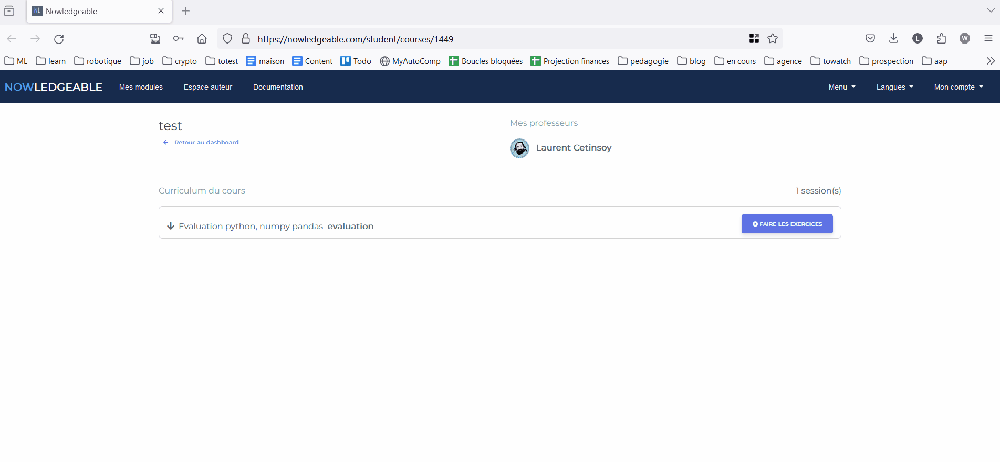 NL Nowledgeable
https://nowledgeable.com/student/courses/1449
L
W
ML learn robotique job crypto totest maison Content Todo MyAutoComp Boucles bloquées Projection finances pedagogie blog en cours agence towatch prospection aap
NOWLEDGEABLE Mes modules Espace auteur Documentation Menu Langues Mon compte
test
Retour au dashboard
Mes professeurs
Laurent Cetinsoy
Curriculum du cours 1 session(s)
Evaluation python, numpy pandas evaluation FAIRE LES EXERCICES